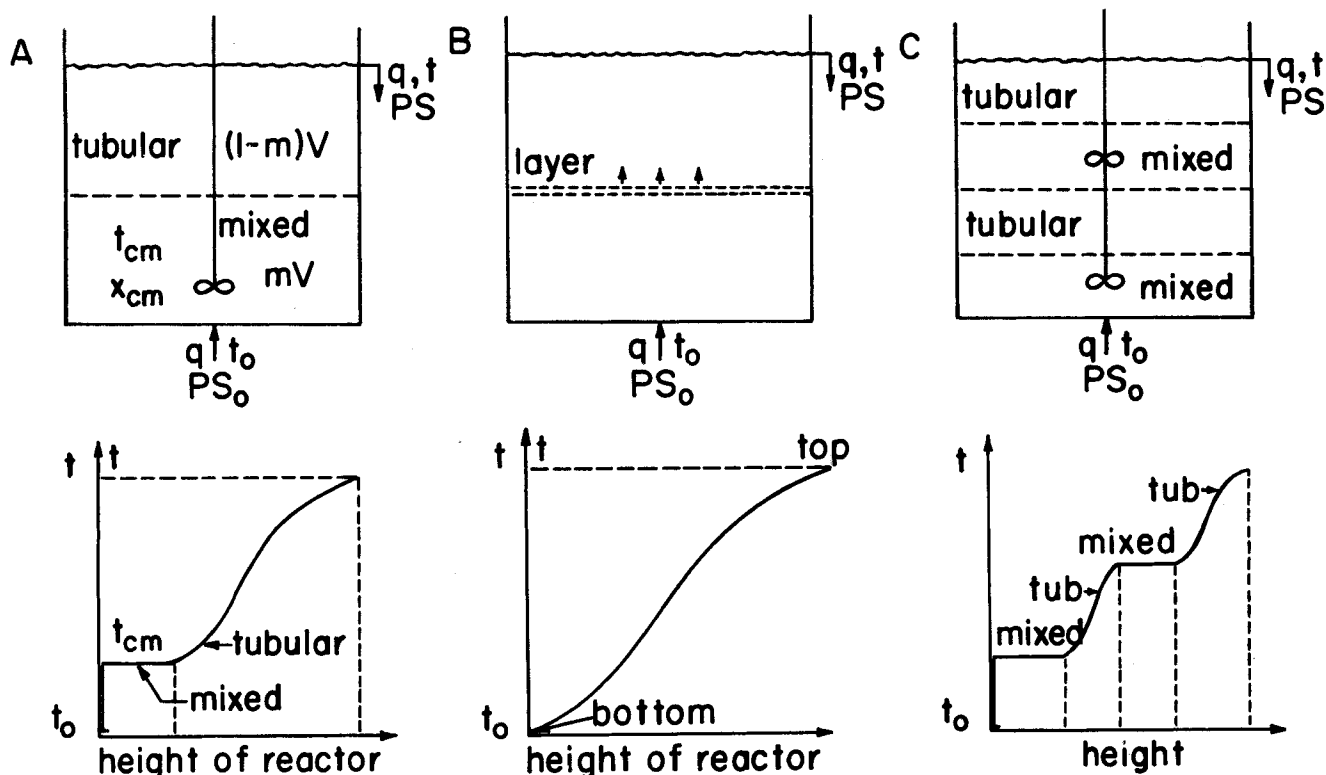 A
q, t
PS
tubular
(1-m)V
mixed
t_cm
x_cm
mV
q t_o
PS_o
B
q, t
PS
layer
q t_o
PS_o
C
q, t
PS
tubular
mixed
tubular
mixed
q t_o
PS_o
t t
t_cm
tubular
mixed
t_o
height of reactor
t t
top
t_o
bottom
height of reactor
t
tub
mixed
tub
mixed
t_o
height